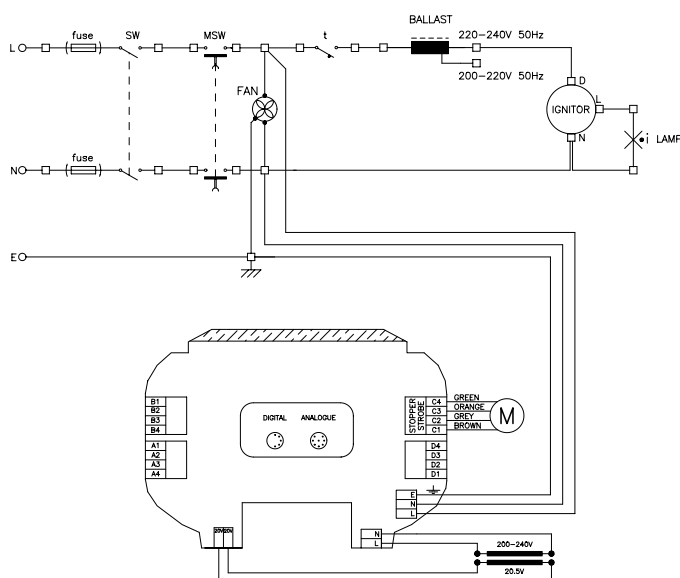 BALLAST
L
fuse
SW
MSW
t
220-240V 50Hz
200-220V 50Hz
D
FAN
IGNITOR
L
N
i LAMP
N
fuse
E
B1
B2
B3
B4
A1
A2
A3
A4
DIGITAL
ANALOGUE
STOPPER
STROBE
C4
C3
C2
C1
GREEN
ORANGE
GREY
BROWN
M
D4
D3
D2
D1
E
N
L
20V
20V
N
L
200-240V
20.5V